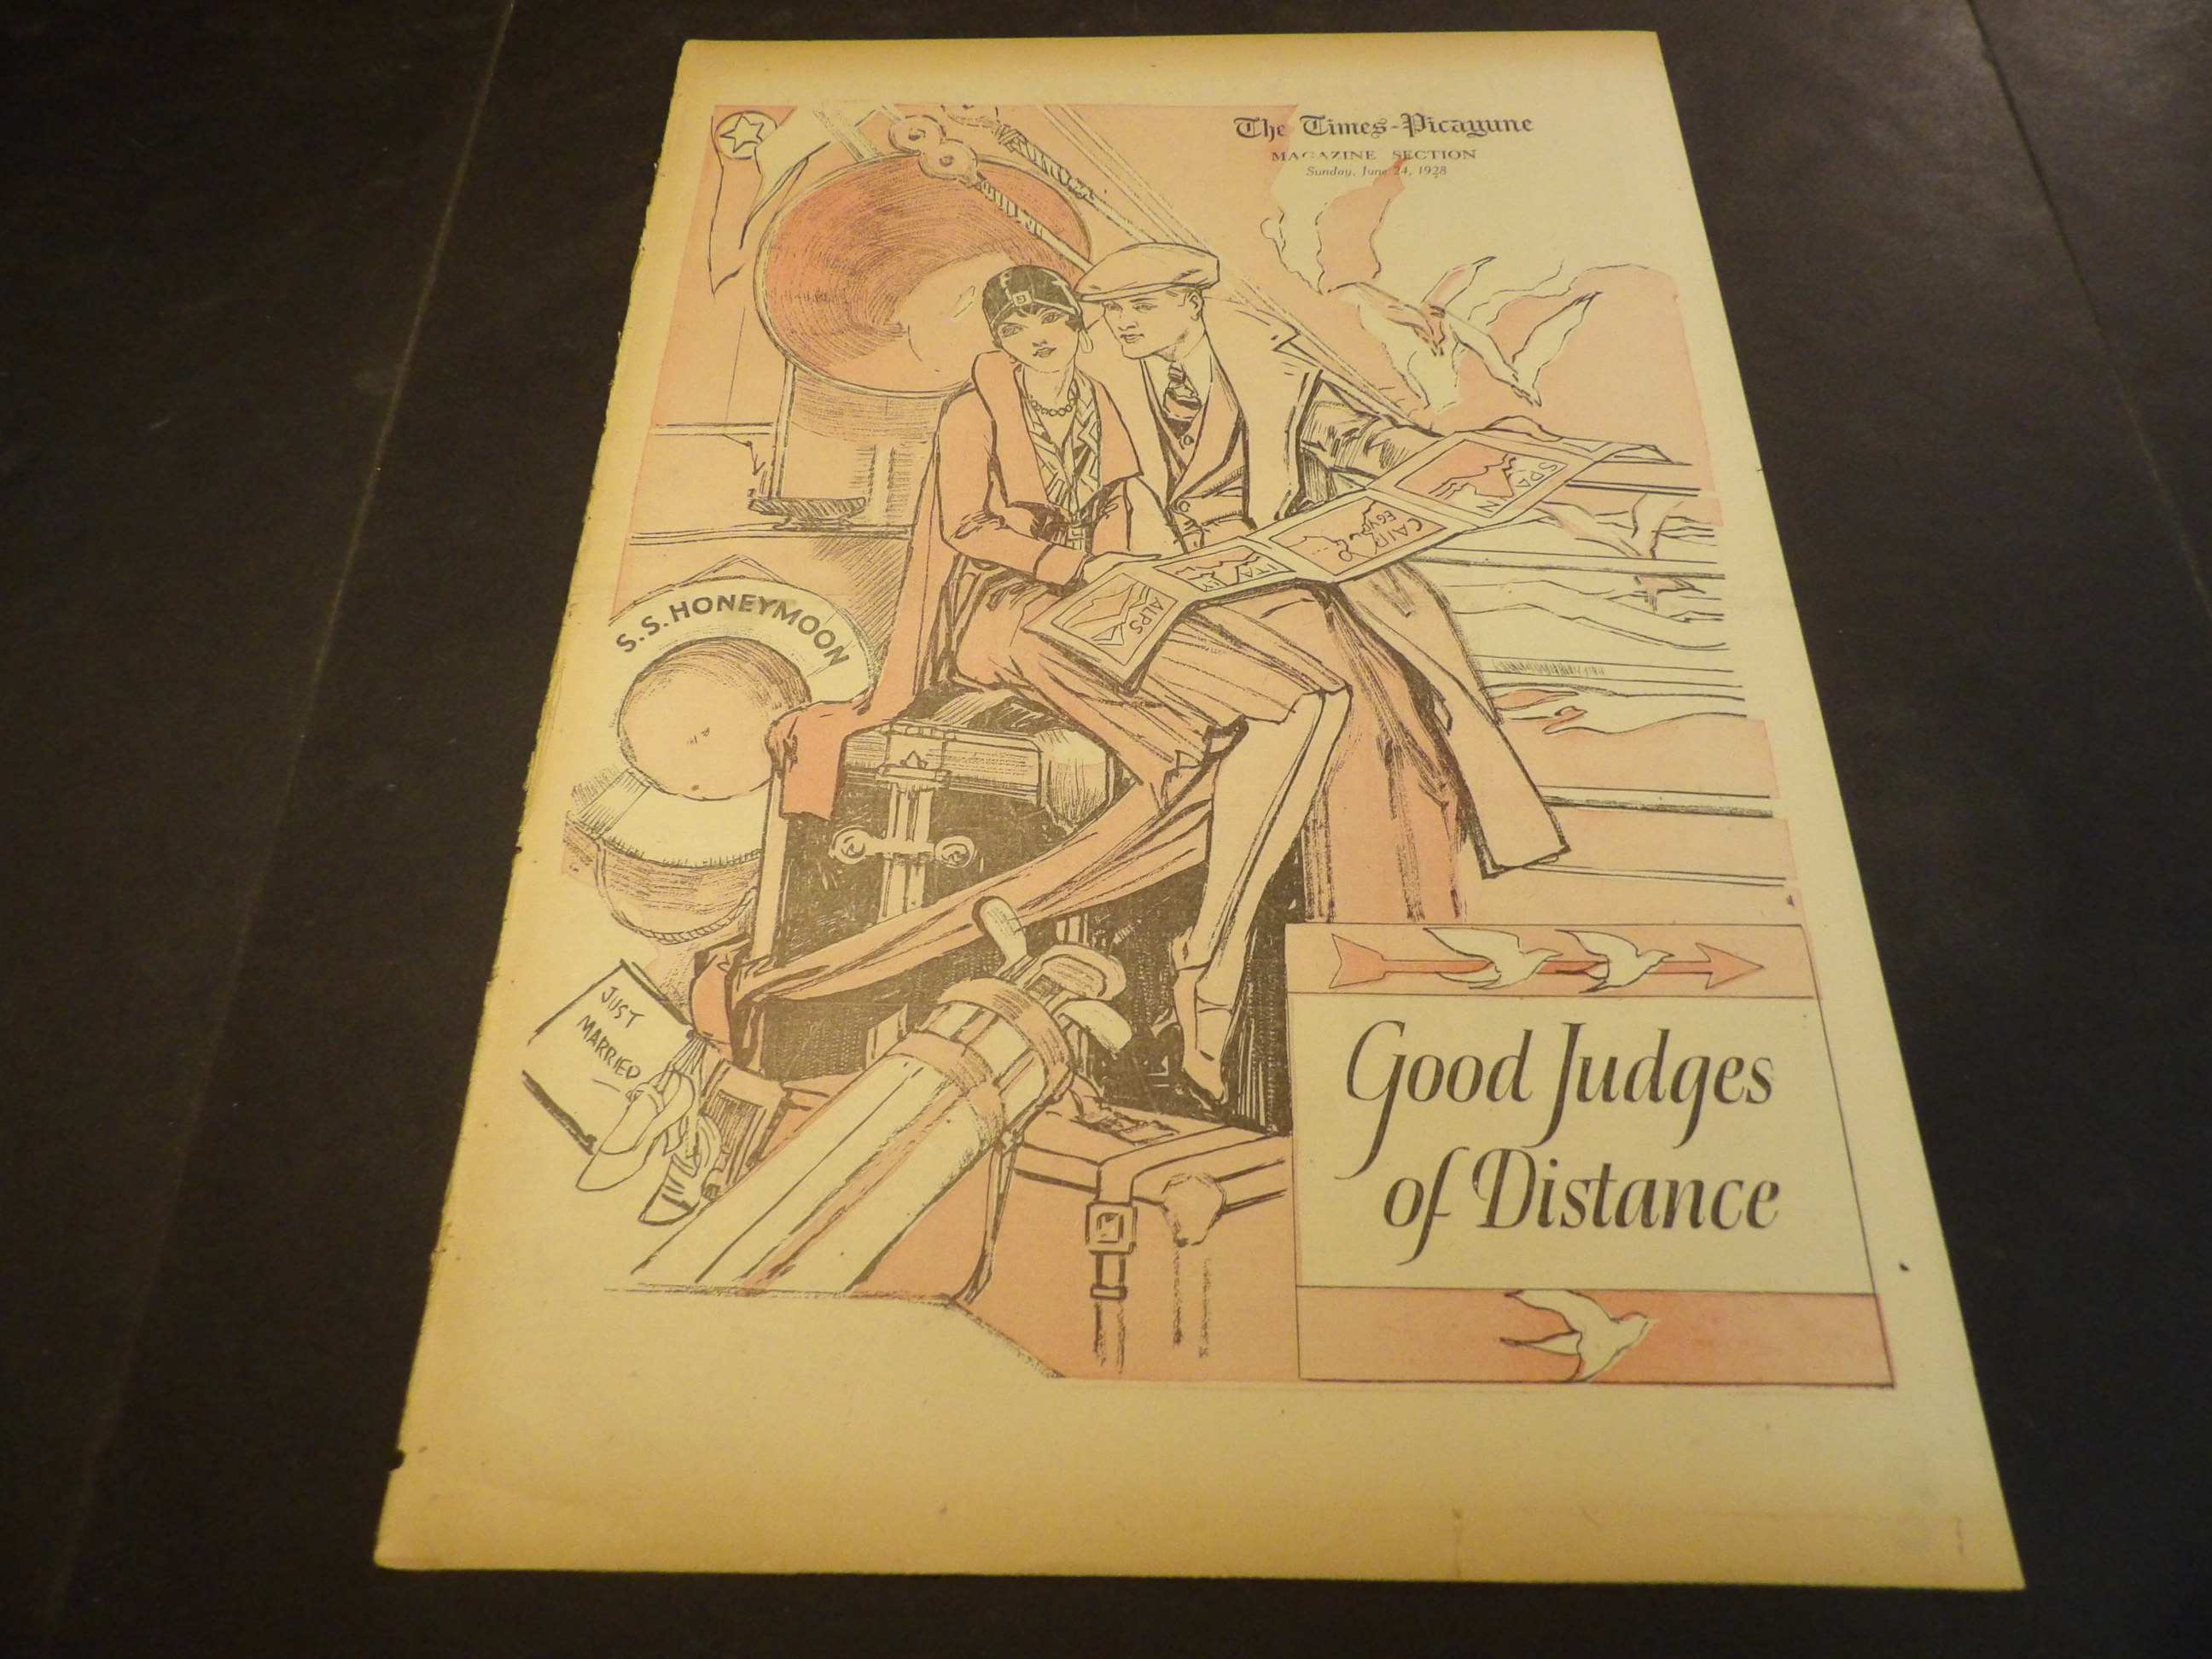 The Times-Picayune
MAGAZINE SECTION
Sunday, June 24, 1928
SPAIN
CAIRO
EGYPT
ITALY
ALPS
S.S. HONEYMOON
JUST
MARRIED
Good Judges
of Distance